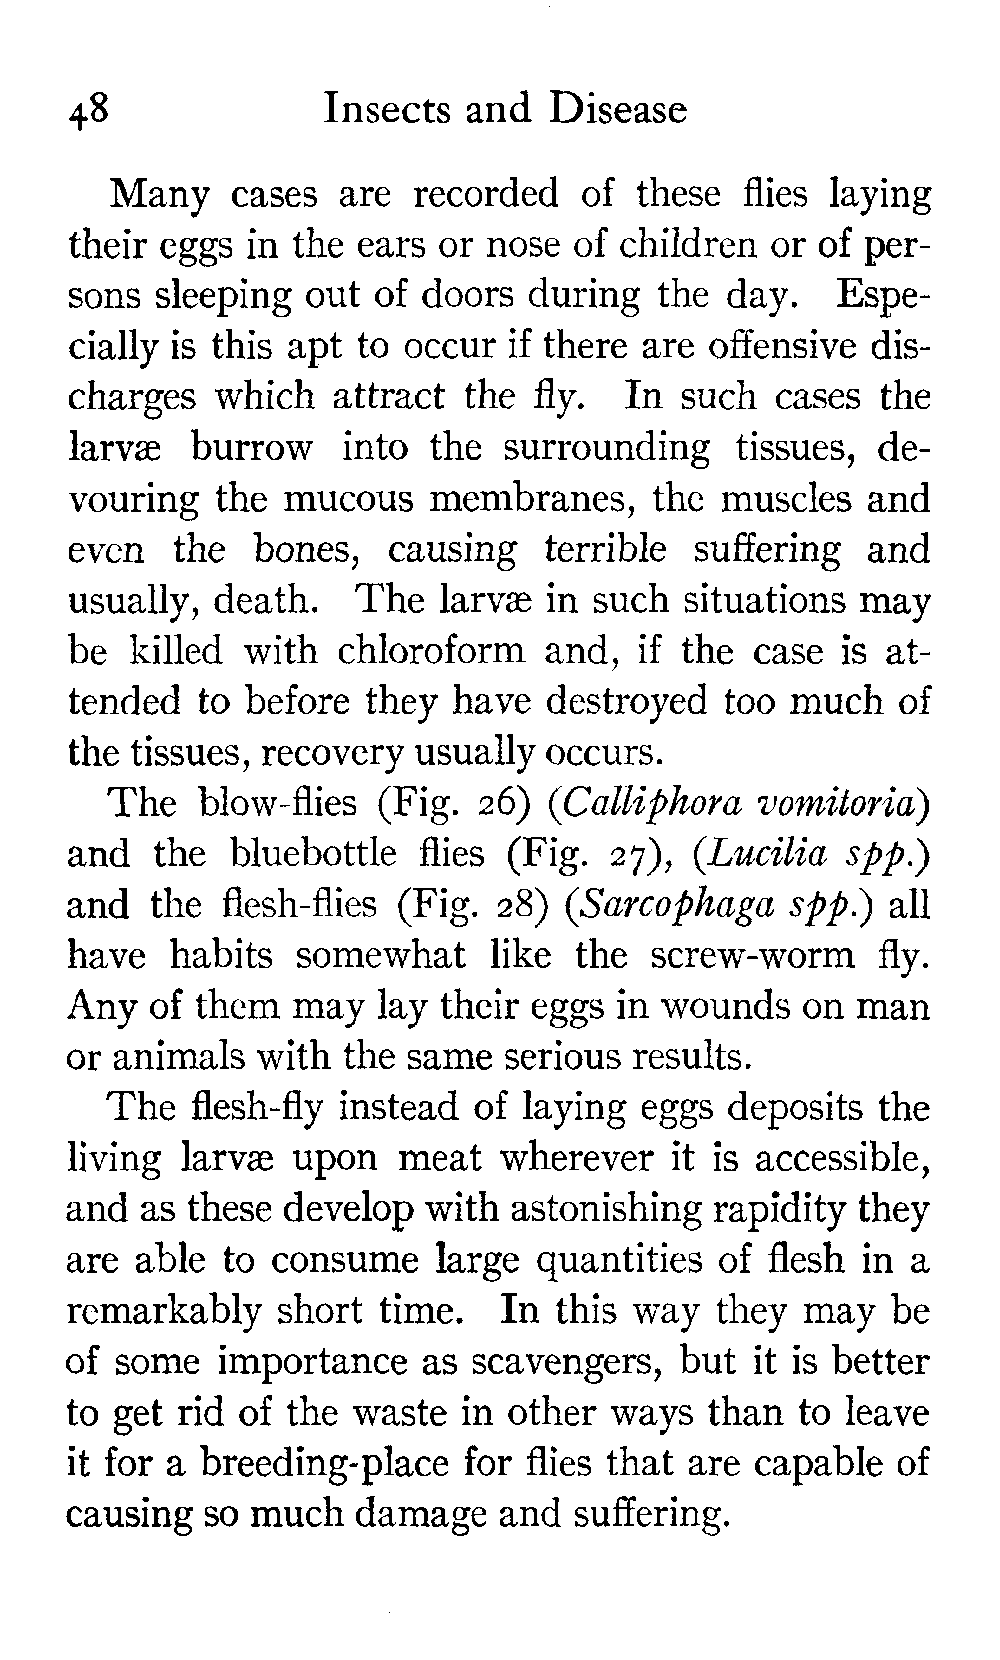 48 Insects and Disease
Many cases are recorded of these flies laying
their eggs in the ears or nose of children or of per-
sons sleeping out of doors during the day. Espe-
cially is this apt to occur if there are offensive dis-
charges which attract the fly. In such cases the
larvæ burrow into the surrounding tissues, de-
vouring the mucous membranes, the muscles and
even the bones, causing terrible suffering and
usually, death. The larvæ in such situations may
be killed with chloroform and, if the case is at-
tended to before they have destroyed too much of
the tissues, recovery usually occurs.
The blow-flies (Fig. 26) (Calliphora vomitoria)
and the bluebottle flies (Fig. 27), (Lucilia spp.)
and the flesh-flies (Fig. 28) (Sarcophaga spp.) all
have habits somewhat like the screw-worm fly.
Any of them may lay their eggs in wounds on man
or animals with the same serious results.
The flesh-fly instead of laying eggs deposits the
living larvæ upon meat wherever it is accessible,
and as these develop with astonishing rapidity they
are able to consume large quantities of flesh in a
remarkably short time. In this way they may be
of some importance as scavengers, but it is better
to get rid of the waste in other ways than to leave
it for a breeding-place for flies that are capable of
causing so much damage and suffering.